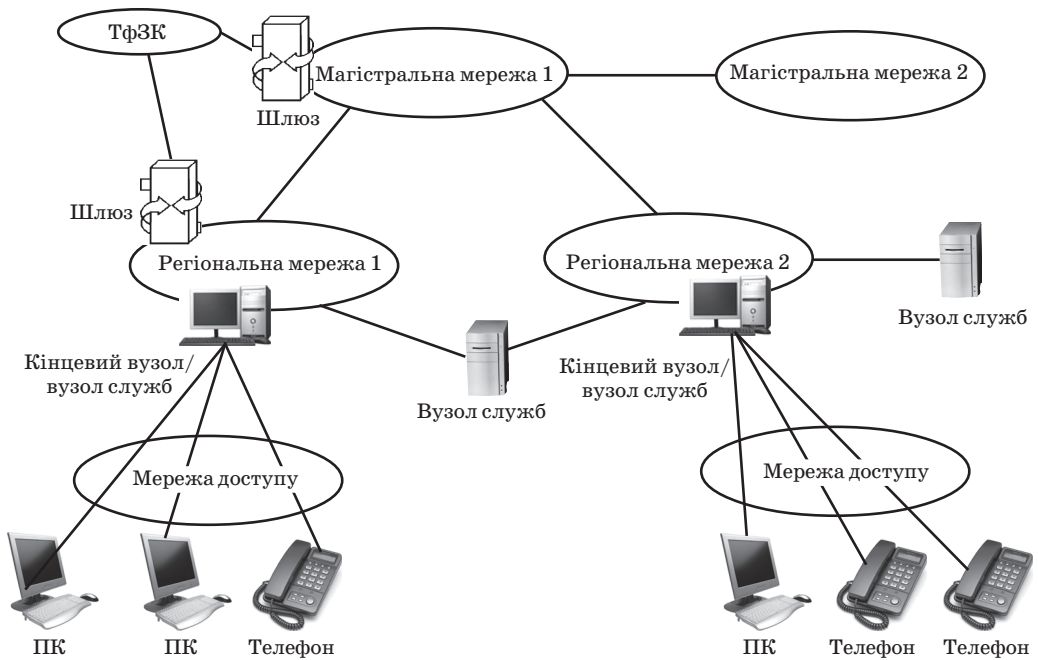 ТфЗК
Магістральна мережа 1
Магістральна мережа 2
Шлюз
Шлюз
Регіональна мережа 1
Регіональна мережа 2
Вузол служб
Кінцевий вузол/
вузол служб
Вузол служб
Кінцевий вузол/
вузол служб
Мережа доступу
Мережа доступу
ПК
ПК
Телефон
ПК
Телефон
Телефон